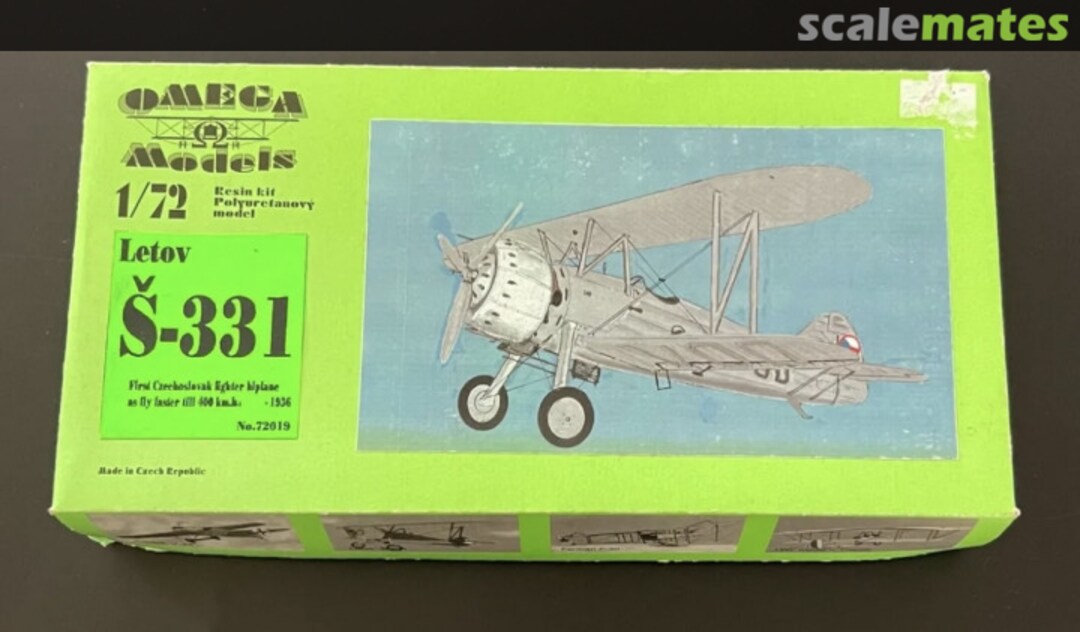 scalemates
OMEGA
Ω
Models
1/72
Resin kit
Polyuretanový
model
Letov
Š-331
First Czechoslovak fighter biplane
as fly faster till 400 km.h. - 1936
No.72019
Made in Czech Republic